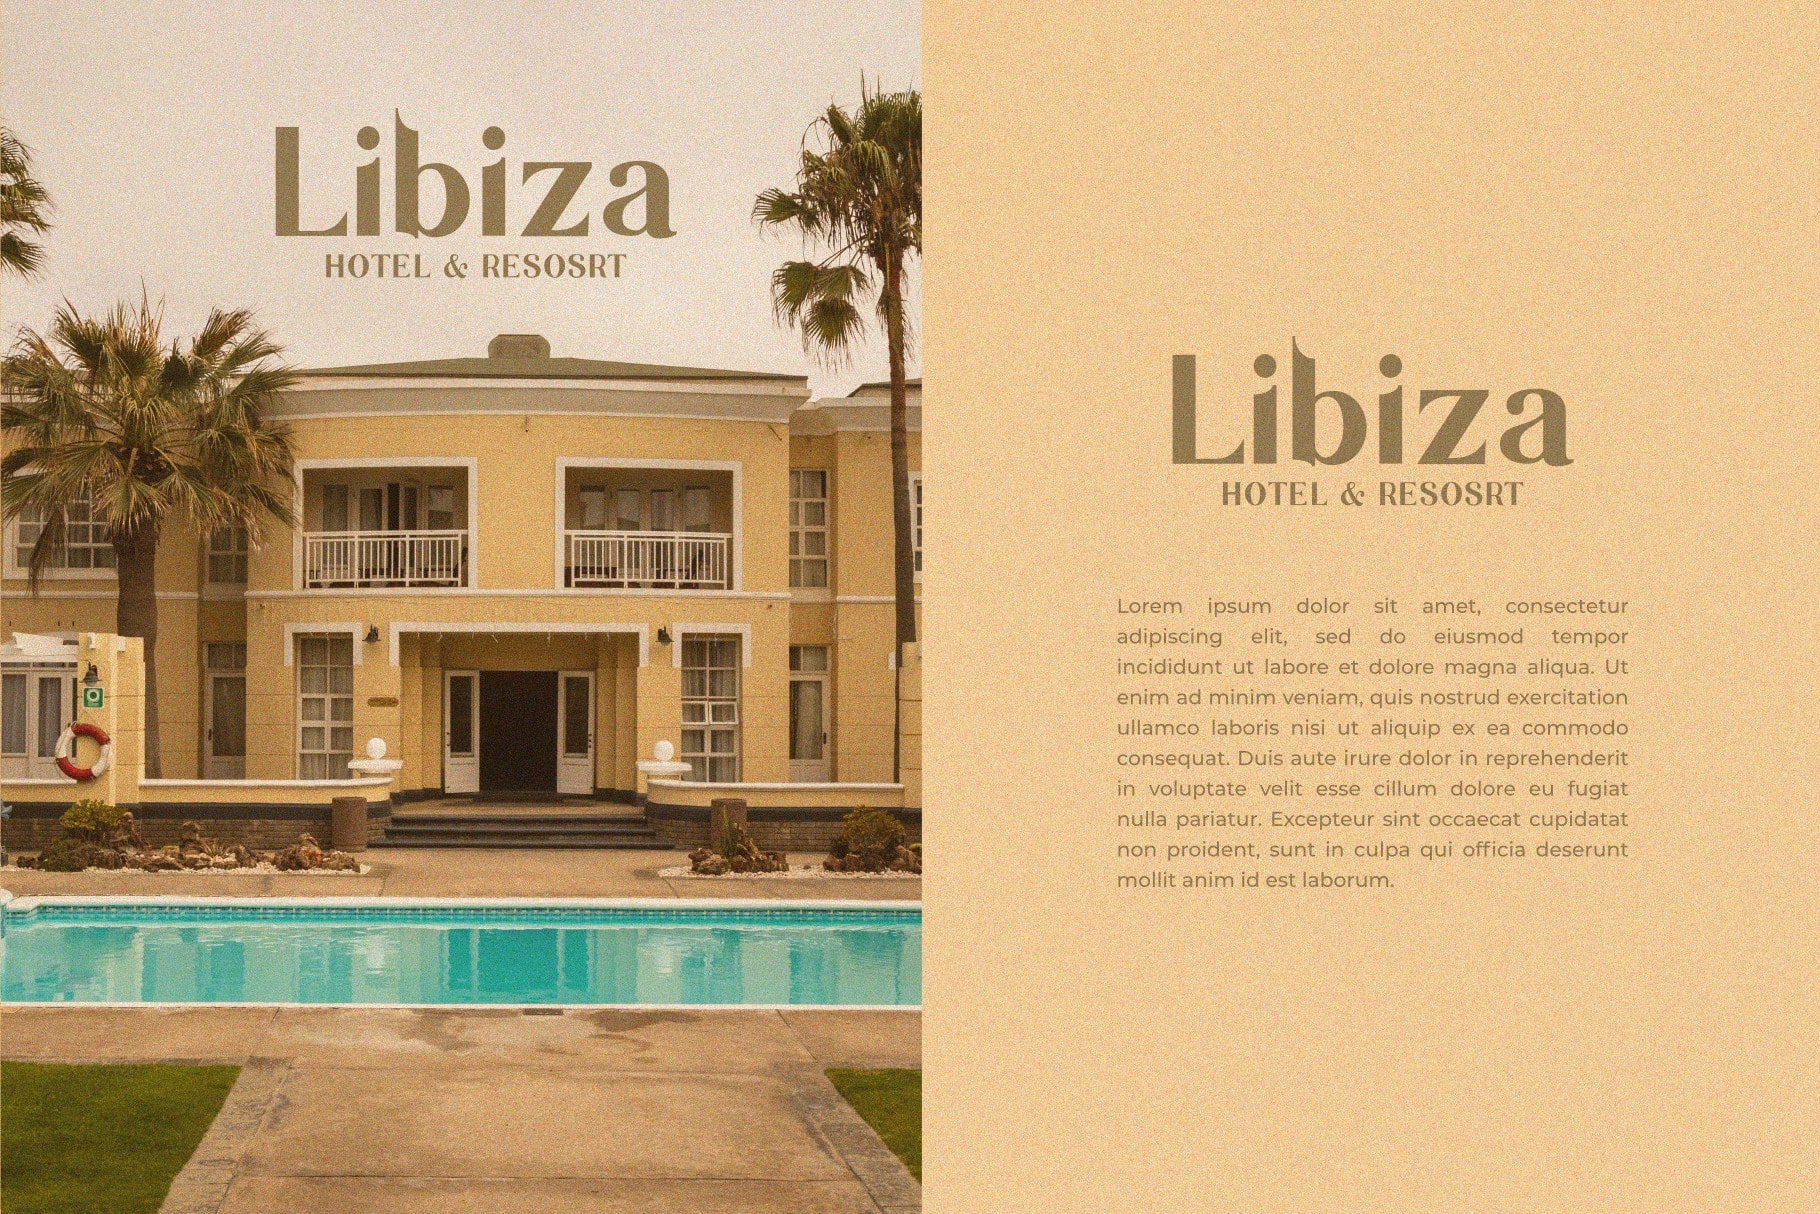 Libiza
HOTEL & RESOSRT
Libiza
HOTEL & RESOSRT
Lorem ipsum dolor sit amet, consectetur
adipiscing elit, sed do eiusmod tempor
incididunt ut labore et dolore magna aliqua. Ut
enim ad minim veniam, quis nostrud exercitation
ullamco laboris nisi ut aliquip ex ea commodo
consequat. Duis aute irure dolor in reprehenderit
in voluptate velit esse cillum dolore eu fugiat
nulla pariatur. Excepteur sint occaecat cupidatat
non proident, sunt in culpa qui officia deserunt
mollit anim id est laborum.